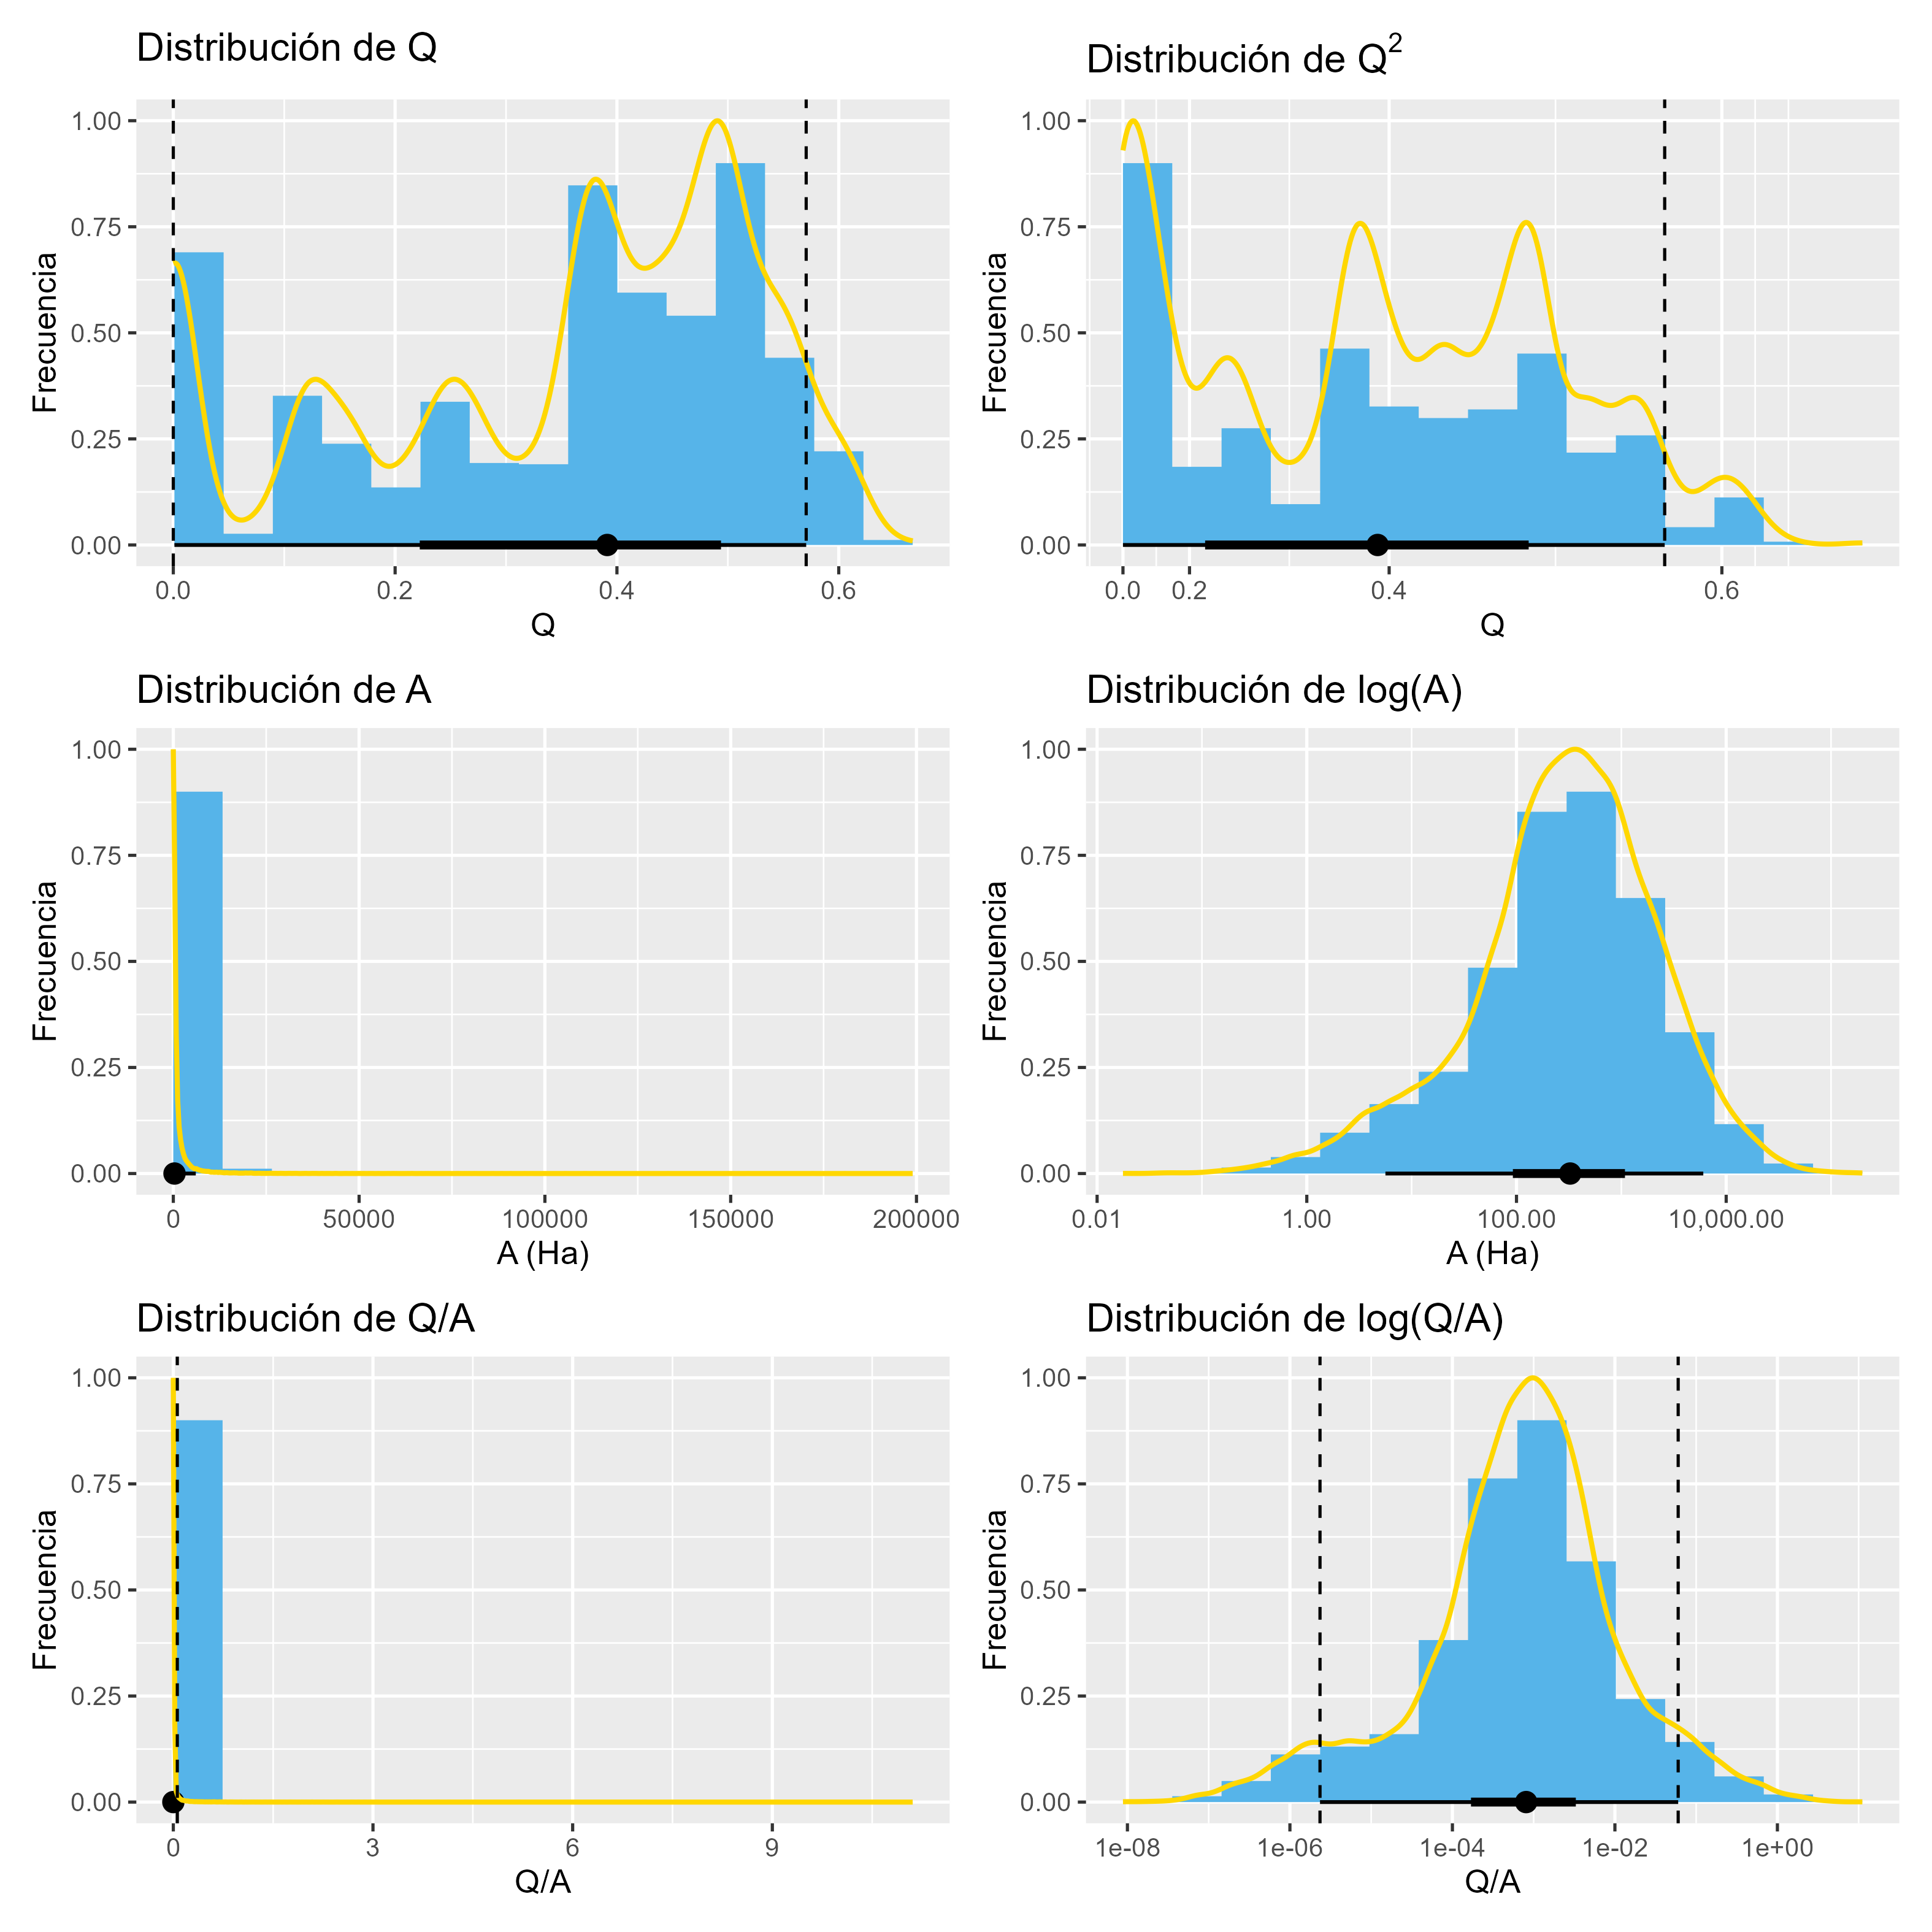 Distribución de Q
Frecuencia
1.00
0.75
0.50
0.25
0.00
0.0 0.2 0.4 0.6
Q
Distribución de Q²
Frecuencia
1.00
0.75
0.50
0.25
0.00
0.0 0.2 0.4 0.6
Q
Distribución de A
Frecuencia
1.00
0.75
0.50
0.25
0.00
0 50000 100000 150000 200000
A (Ha)
Distribución de log(A)
Frecuencia
1.00
0.75
0.50
0.25
0.00
0.01 1.00 100.00 10,000.00
A (Ha)
Distribución de Q/A
Frecuencia
1.00
0.75
0.50
0.25
0.00
0 3 6 9
Q/A
Distribución de log(Q/A)
Frecuencia
1.00
0.75
0.50
0.25
0.00
1e-08 1e-06 1e-04 1e-02 1e+00
Q/A